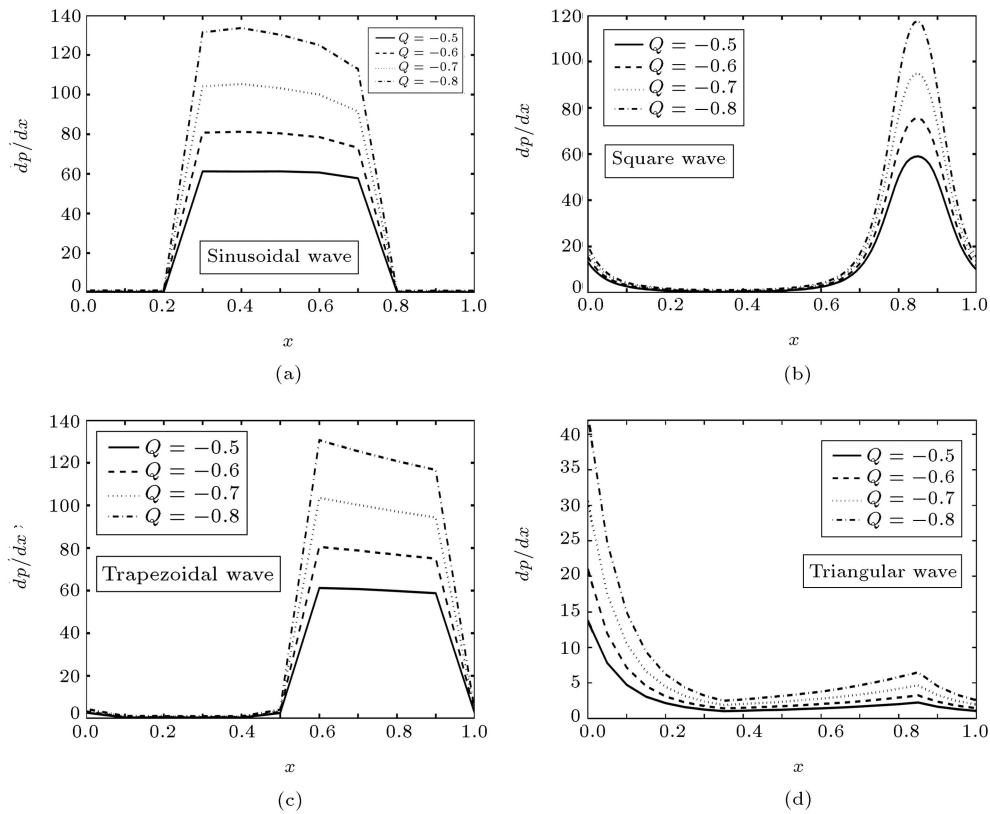 140
120
100
80
60
40
20
0
dp/dx
Q = −0.5
Q = −0.6
Q = −0.7
Q = −0.8
Sinusoidal wave
0.0 0.2 0.4 0.6 0.8 1.0
x
(a)
120
100
80
60
40
20
0
dp/dx
Q = −0.5
Q = −0.6
Q = −0.7
Q = −0.8
Square wave
0.0 0.2 0.4 0.6 0.8 1.0
x
(b)
140
120
100
80
60
40
20
0
dp/dx
Q = −0.5
Q = −0.6
Q = −0.7
Q = −0.8
Trapezoidal wave
0.0 0.2 0.4 0.6 0.8 1.0
x
(c)
40
35
30
25
20
15
10
5
0
dp/dx
Q = −0.5
Q = −0.6
Q = −0.7
Q = −0.8
Triangular wave
0.0 0.2 0.4 0.6 0.8 1.0
x
(d)